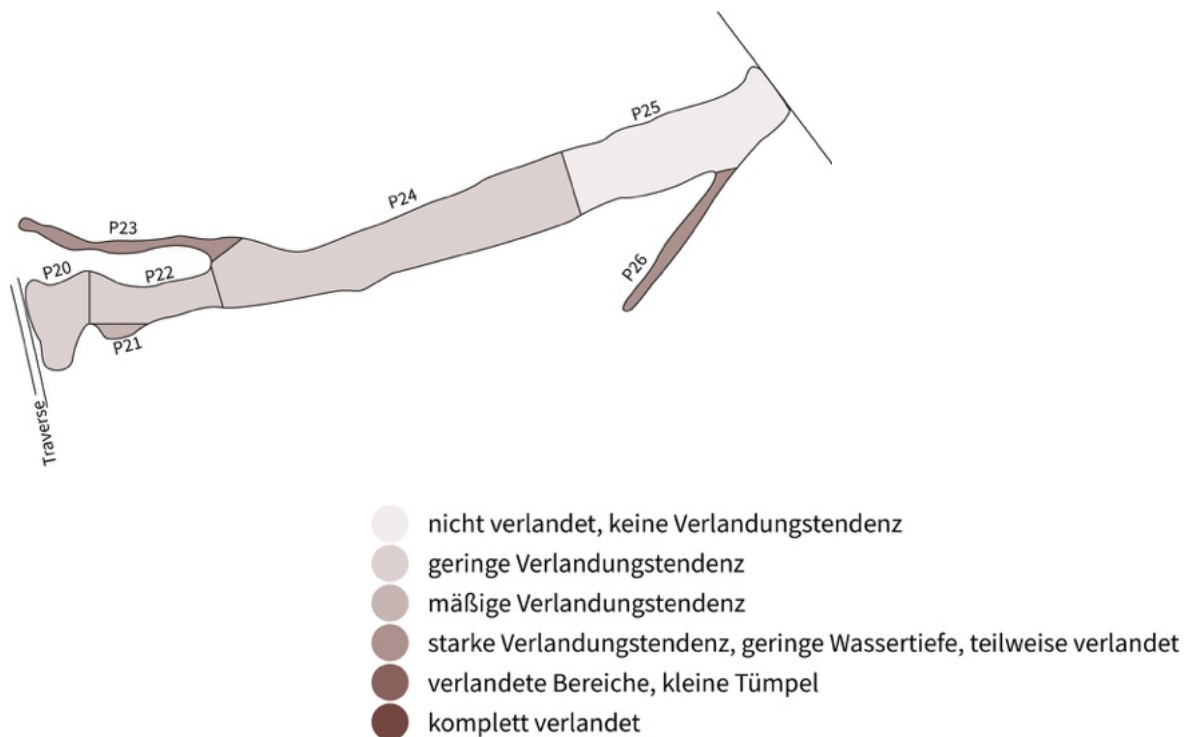 P25
P24
P23
P20
P22
P26
P21
Traverse
nicht verlandet, keine Verlandungstendenz
geringe Verlandungstendenz
mäßige Verlandungstendenz
starke Verlandungstendenz, geringe Wassertiefe, teilweise verlandet
verlandete Bereiche, kleine Tümpel
komplett verlandet